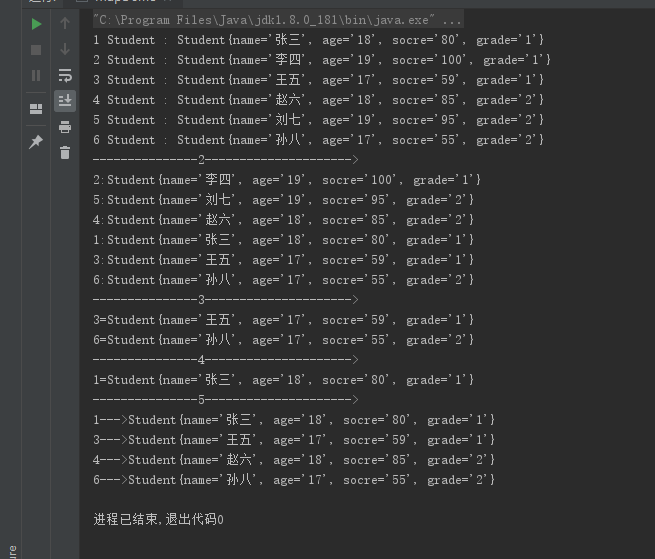 "C:\Program Files\Java\jdk1.8.0_181\bin\java.exe" ...
1 Student : Student{name='张三', age='18', socre='80', grade='1'}
2 Student : Student{name='李四', age='19', socre='100', grade='1'}
3 Student : Student{name='王五', age='17', socre='59', grade='1'}
4 Student : Student{name='赵六', age='18', socre='85', grade='2'}
5 Student : Student{name='刘七', age='19', socre='95', grade='2'}
6 Student : Student{name='孙八', age='17', socre='55', grade='2'}
---------------2--------------------->
2:Student{name='李四', age='19', socre='100', grade='1'}
5:Student{name='刘七', age='19', socre='95', grade='2'}
4:Student{name='赵六', age='18', socre='85', grade='2'}
1:Student{name='张三', age='18', socre='80', grade='1'}
3:Student{name='王五', age='17', socre='59', grade='1'}
6:Student{name='孙八', age='17', socre='55', grade='2'}
---------------3--------------------->
3=Student{name='王五', age='17', socre='59', grade='1'}
6=Student{name='孙八', age='17', socre='55', grade='2'}
---------------4--------------------->
1=Student{name='张三', age='18', socre='80', grade='1'}
---------------5--------------------->
1--->Student{name='张三', age='18', socre='80', grade='1'}
3--->Student{name='王五', age='17', socre='59', grade='1'}
4--->Student{name='赵六', age='18', socre='85', grade='2'}
6--->Student{name='孙八', age='17', socre='55', grade='2'}
进程已结束,退出代码0